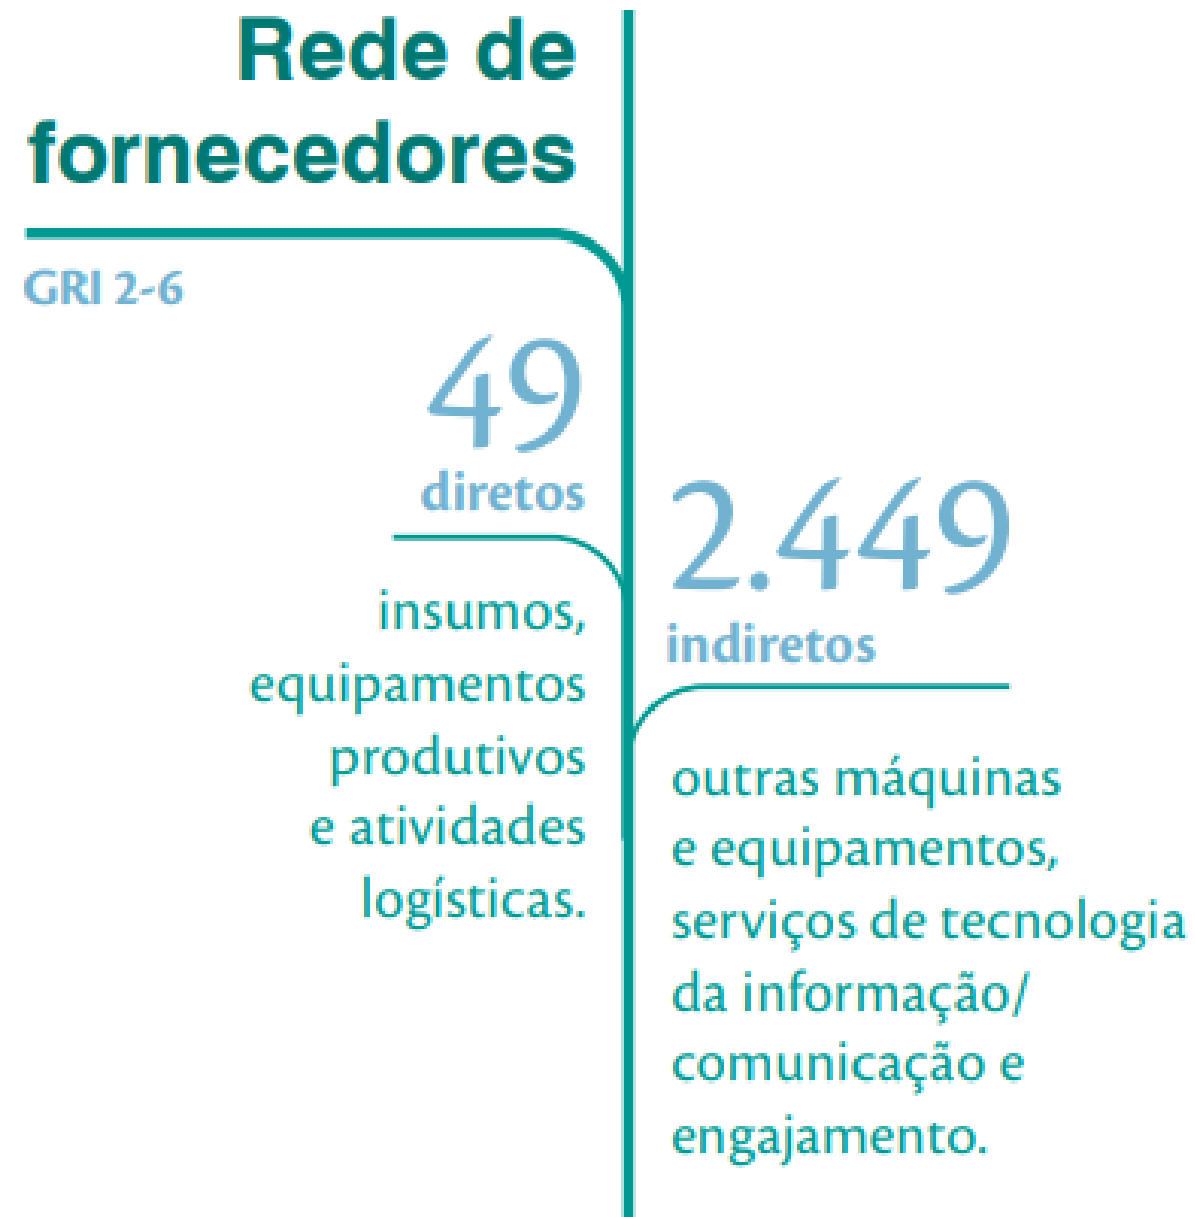 Rede de
fornecedores
GRI 2-6
49
diretos
insumos,
equipamentos
produtivos
e atividades
logísticas.
2.449
indiretos
outras máquinas
e equipamentos,
serviços de tecnologia
da informação/
comunicação e
engajamento.